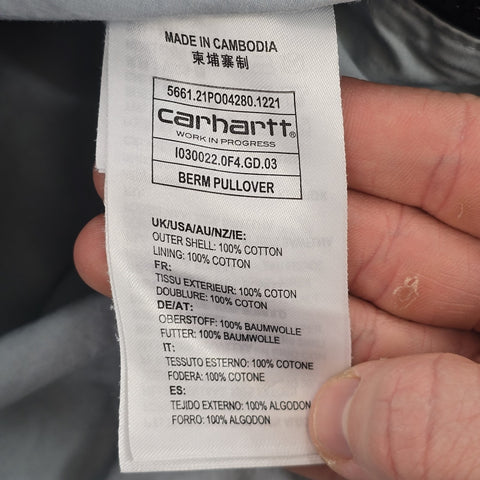 MADE IN CAMBODIA
柬埔寨制
5661.21PO04280.1221
carhartt®
WORK IN PROGRESS
I030022.0F4.GD.03
BERM PULLOVER
UK/USA/AU/NZ/IE:
OUTER SHELL: 100% COTTON
LINING: 100% COTTON
FR:
TISSU EXTERIEUR: 100% COTON
DOUBLURE: 100% COTON
DE/AT:
OBERSTOFF: 100% BAUMWOLLE
FUTTER: 100% BAUMWOLLE
IT:
TESSUTO ESTERNO: 100% COTONE
FODERA: 100% COTONE
ES:
TEJIDO EXTERNO: 100% ALGODON
FORRO: 100% ALGODON